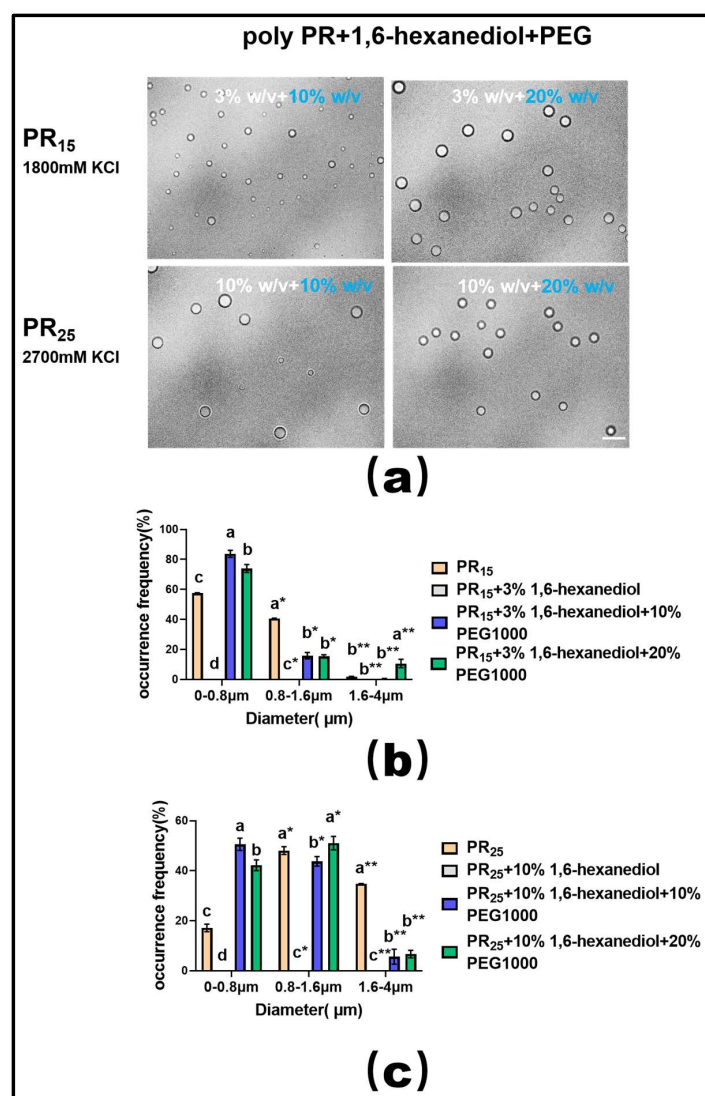 poly PR+1,6-hexanediol+PEG
3% w/v+10% w/v
3% w/v+20% w/v
PR15
1800mM KCl
10% w/v+10% w/v
10% w/v+20% w/v
PR25
2700mM KCl
(a)
occurrence frequency(%)
100
80
60
40
20
0
c
d
a
b
a*
c*
b*
b*
b**
b**
b**
a**
0-0.8μm
0.8-1.6μm
1.6-4μm
Diameter( μm)
PR15
PR15+3% 1,6-hexanediol
PR15+3% 1,6-hexanediol+10%
PEG1000
PR15+3% 1,6-hexanediol+20%
PEG1000
(b)
occurrence frequency(%)
60
40
20
0
c
d
a
b
a*
c*
b*
a*
a**
c**
b**
b**
0-0.8μm
0.8-1.6μm
1.6-4μm
Diameter( μm)
PR25
PR25+10% 1,6-hexanediol
PR25+10% 1,6-hexanediol+10%
PEG1000
PR25+10% 1,6-hexanediol+20%
PEG1000
(c)